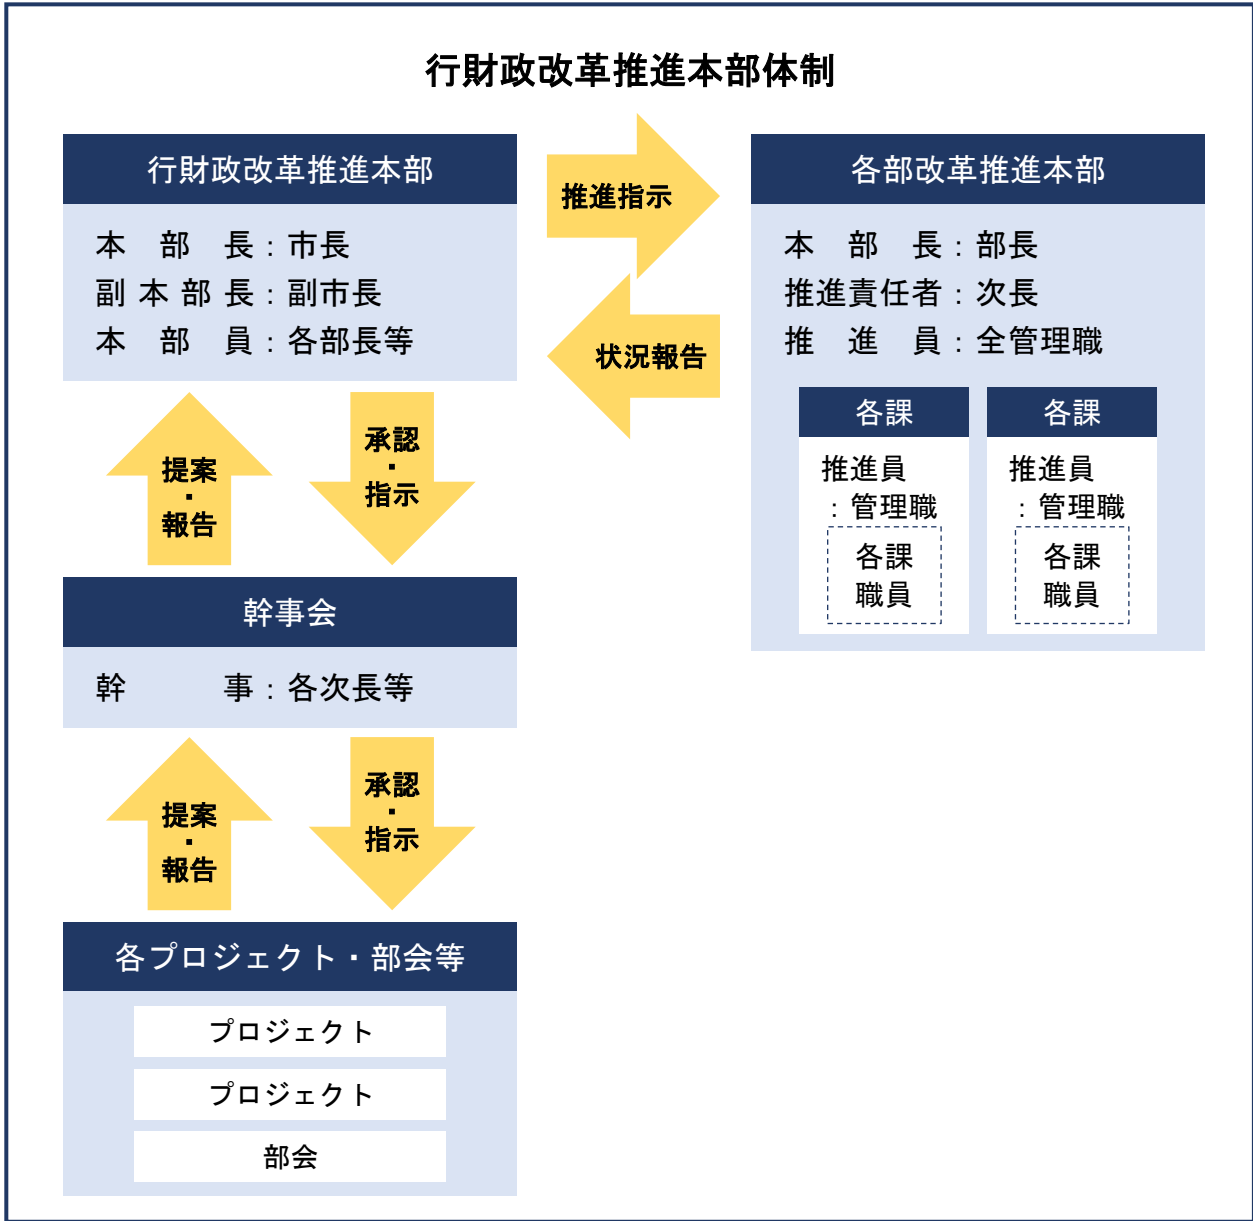 行財政改革推進本部体制
行財政改革推進本部
本部長：市長
副本部長：副市長
本部員：各部長等
推進指示
状況報告
各部改革推進本部
本部長：部長
推進責任者：次長
推進員：全管理職
各課
推進員
：管理職
各課
職員
各課
推進員
：管理職
各課
職員
提案
・
報告
承認
・
指示
幹事会
幹事：各次長等
提案
・
報告
承認
・
指示
各プロジェクト・部会等
プロジェクト
プロジェクト
部会